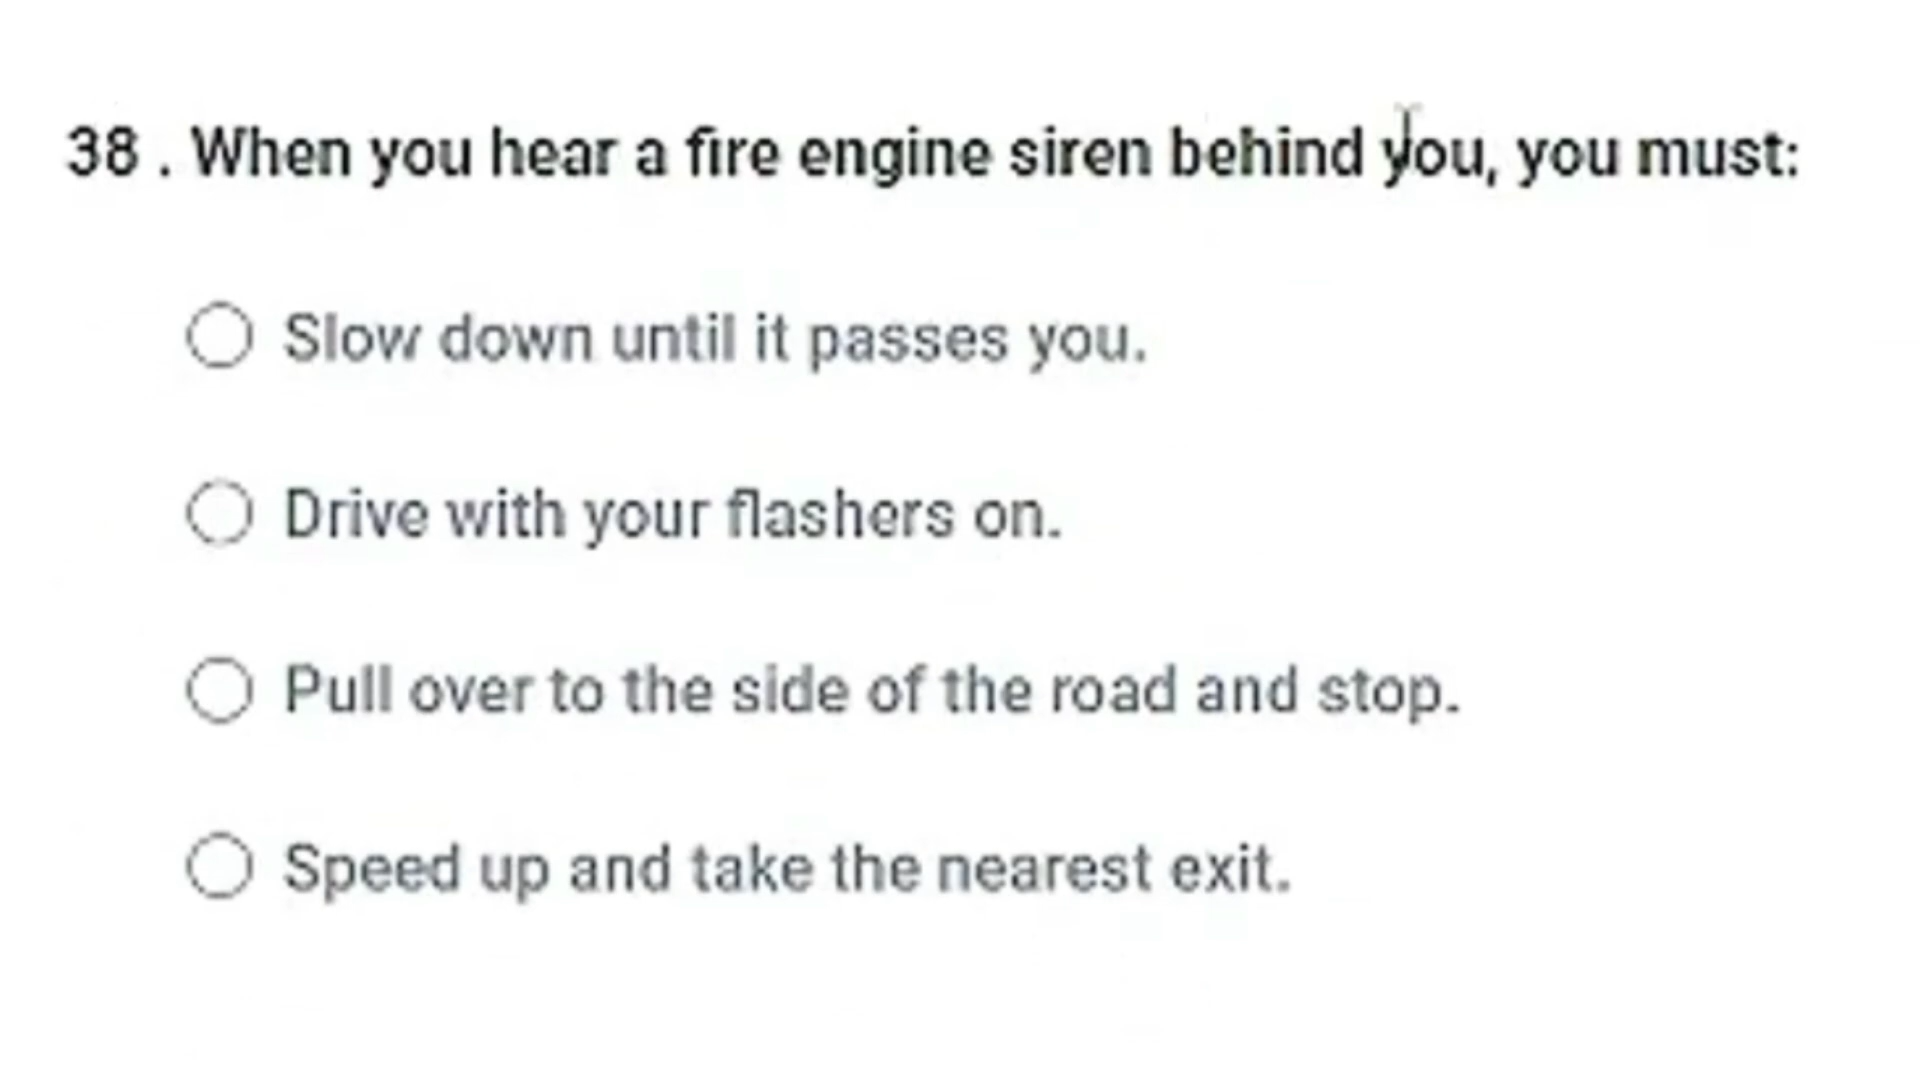 38 . When you hear a fire engine siren behind you, you must:
Slow down until it passes you.
Drive with your flashers on.
Pull over to the side of the road and stop.
Speed up and take the nearest exit.